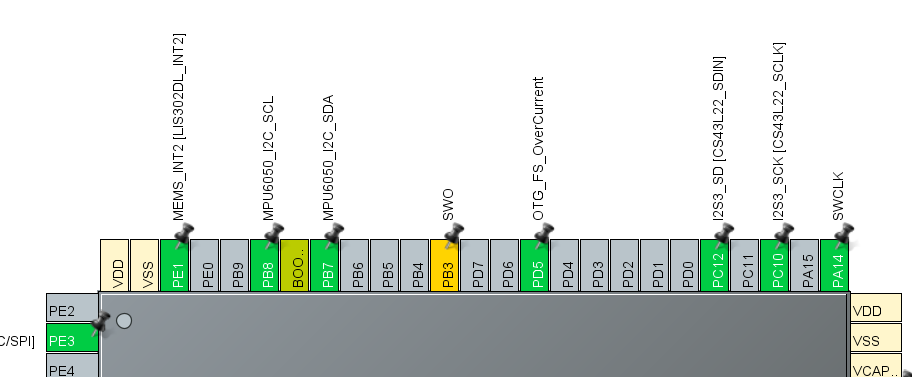 MEMS_INT2 [LIS302DL_INT2]
MPU6050_I2C_SCL
MPU6050_I2C_SDA
SWO
OTG_FS_OverCurrent
I2S3_SD [CS43L22_SDIN]
I2S3_SCK [CS43L22_SCLK]
SWCLK
VDD
VSS
PE1
PE0
PB9
PB8
BOO..
PB7
PB6
PB5
PB4
PB3
PD7
PD6
PD5
PD4
PD3
PD2
PD1
PD0
PC12
PC11
PC10
PA15
PA14
PE2
C/SPI] PE3
PE4
VDD
VSS
VCAP..